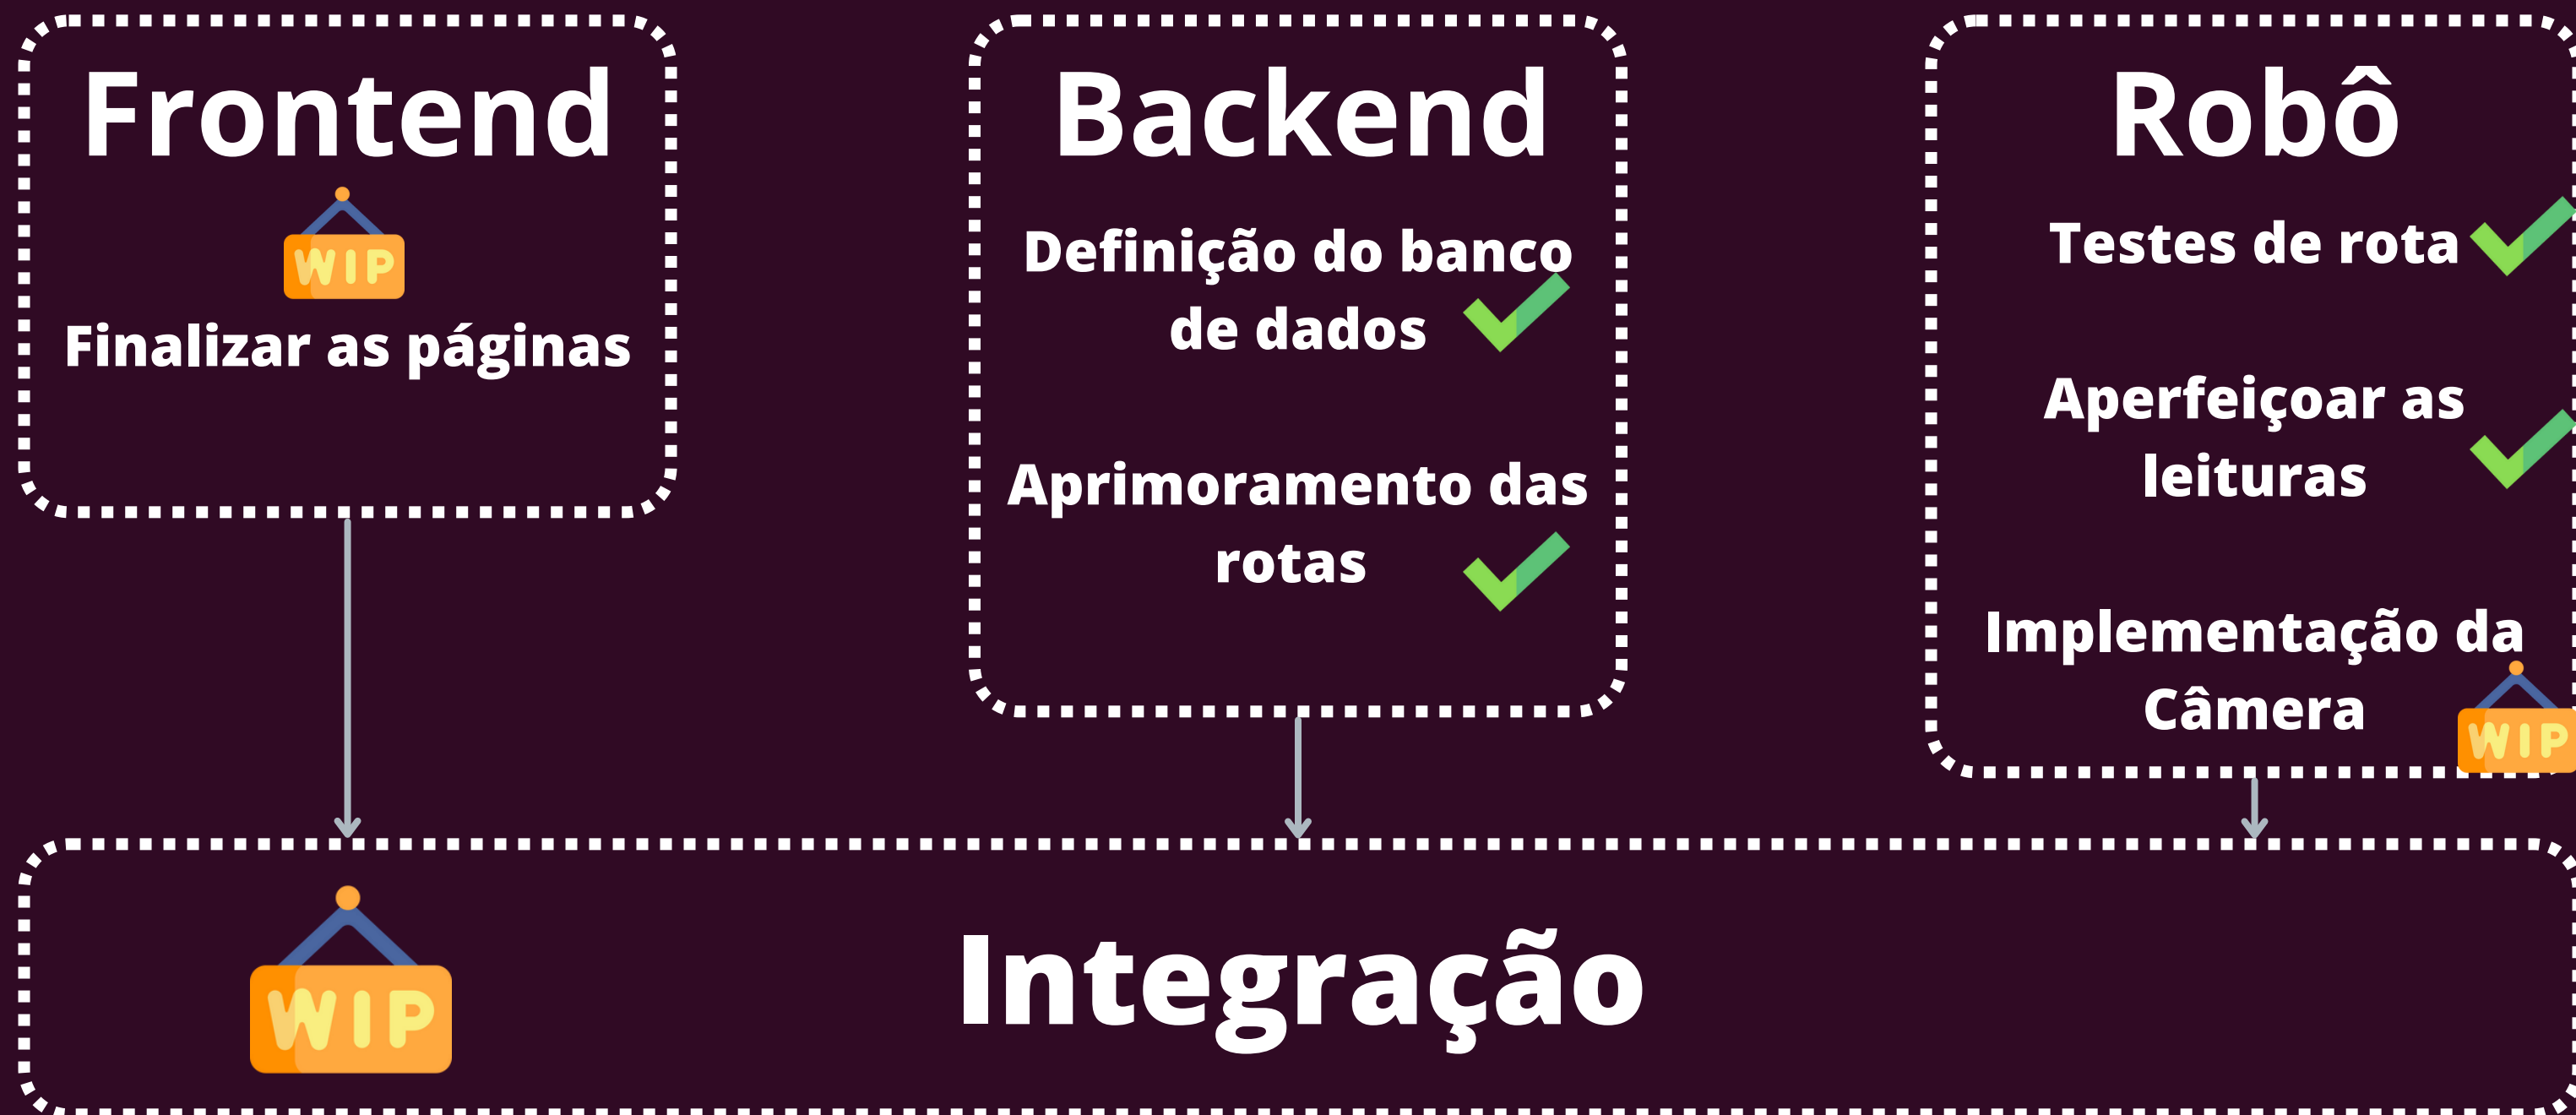 Frontend
WIP
Finalizar as páginas
Backend
Definição do banco
de dados
Aprimoramento das
rotas
Robô
Testes de rota
Aperfeiçoar as
leituras
Implementação da
Câmera
WIP
WIP
Integração